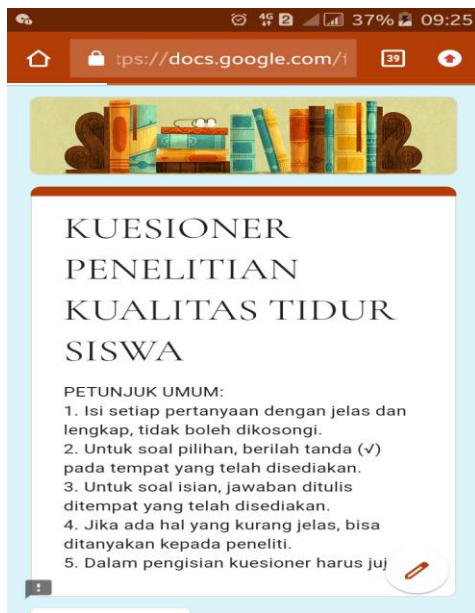 4G 2 37% 09:25
tps://docs.google.com/f 39
KUESIONER
PENELITIAN
KUALITAS TIDUR
SISWA
PETUNJUK UMUM:
1. Isi setiap pertanyaan dengan jelas dan
lengkap, tidak boleh dikosongi.
2. Untuk soal pilihan, berilah tanda (√)
pada tempat yang telah disediakan.
3. Untuk soal isian, jawaban ditulis
ditempat yang telah disediakan.
4. Jika ada hal yang kurang jelas, bisa
ditanyakan kepada peneliti.
5. Dalam pengisian kuesioner harus juj